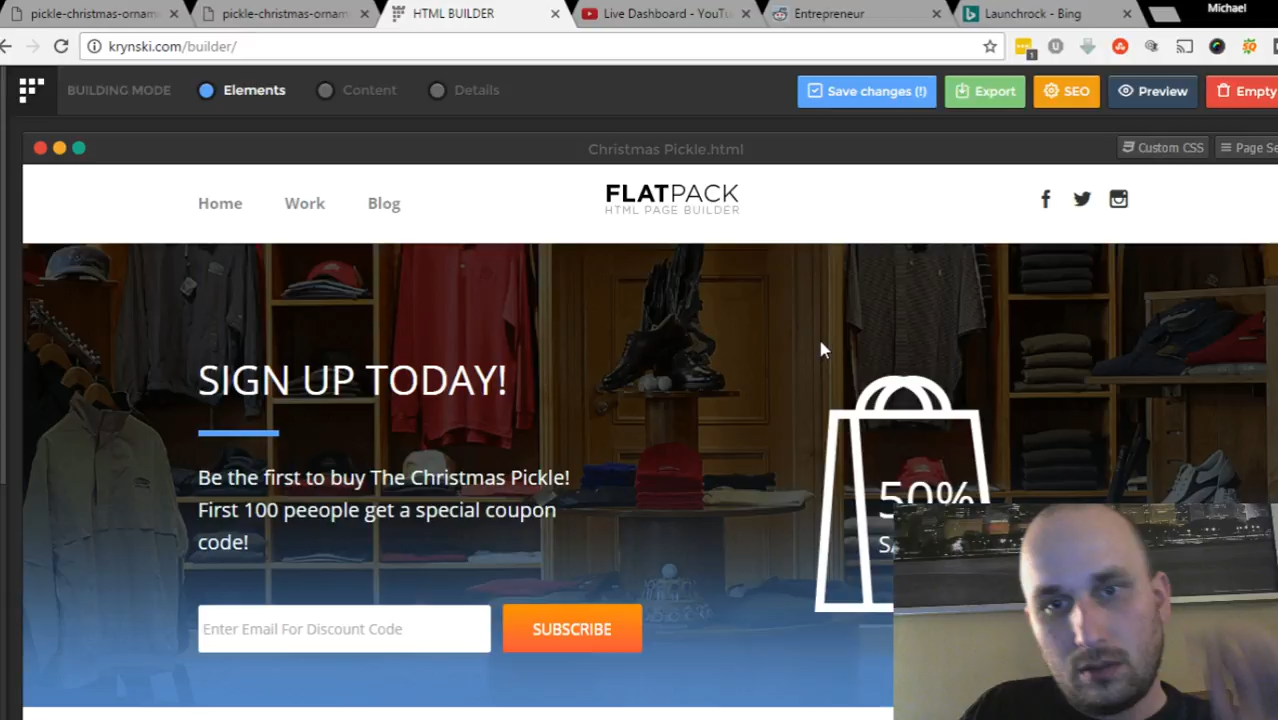 pickle-christmas-ornam
pickle-christmas-ornam
HTML BUILDER
Live Dashboard - YouTu
Entrepreneur
Launchrock - Bing
Michael
krynski.com/builder/
1
BUILDING MODE
Elements
Content
Details
Save changes (!)
Export
SEO
Preview
Empty
Christmas Pickle.html
Custom CSS
Page Se
Home
Work
Blog
FLATPACK
HTML PAGE BUILDER
SIGN UP TODAY!
Be the first to buy The Christmas Pickle!
First 100 peeople get a special coupon
code!
50%
Enter Email For Discount Code
SUBSCRIBE